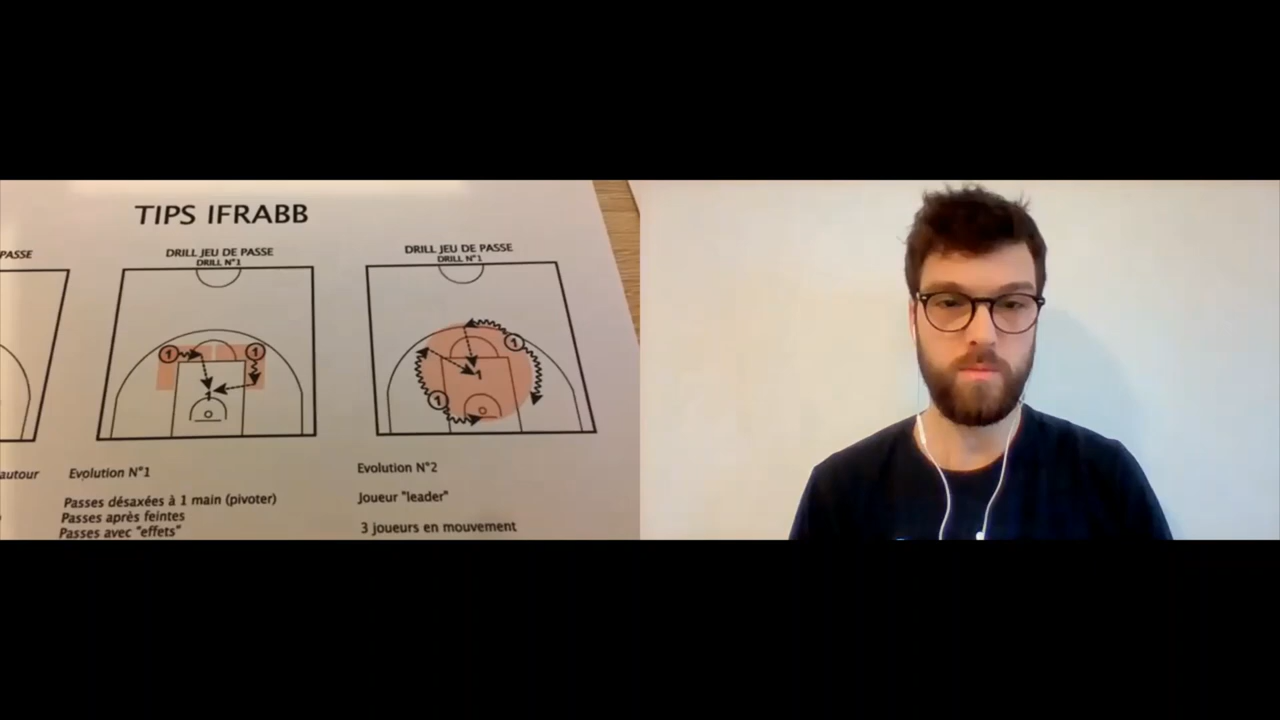 TIPS IFRABB
PASSE
DRILL JEU DE PASSE
DRILL N°1
1
1
1
DRILL JEU DE PASSE
DRILL N°1
1
1
1
autour
Evolution N°1
Passes désaxées à 1 main (pivoter)
Passes après feintes
Passes avec "effets"
Evolution N°2
Joueur "leader"
3 joueurs en mouvement